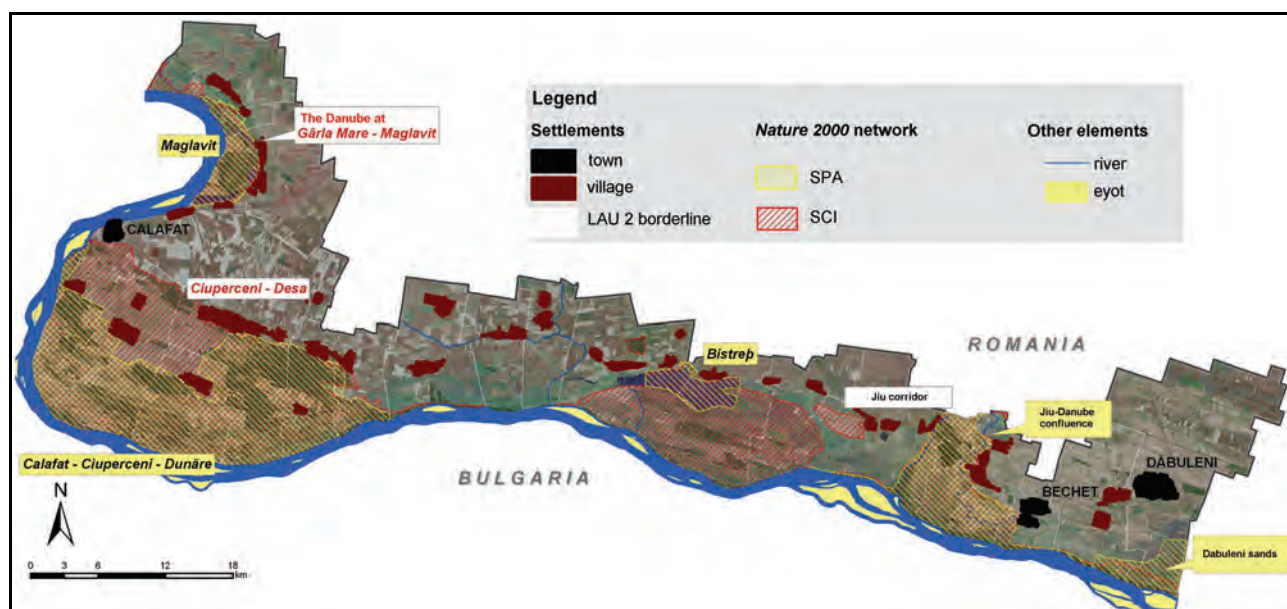 Legend
Settlements
town
village
LAU 2 borderline
Nature 2000 network
SPA
SCI
Other elements
river
eyot
The Danube at
Gârla Mare - Maglavit
Maglavit
CALAFAT
Ciuperceni - Desa
Bistreþ
ROMANIA
Jiu corridor
Jiu-Danube
confluence
DĂBULENI
BECHET
Calafat - Ciuperceni - Dunăre
BULGARIA
Dabuleni sands
N
0 3 6 12 18
km